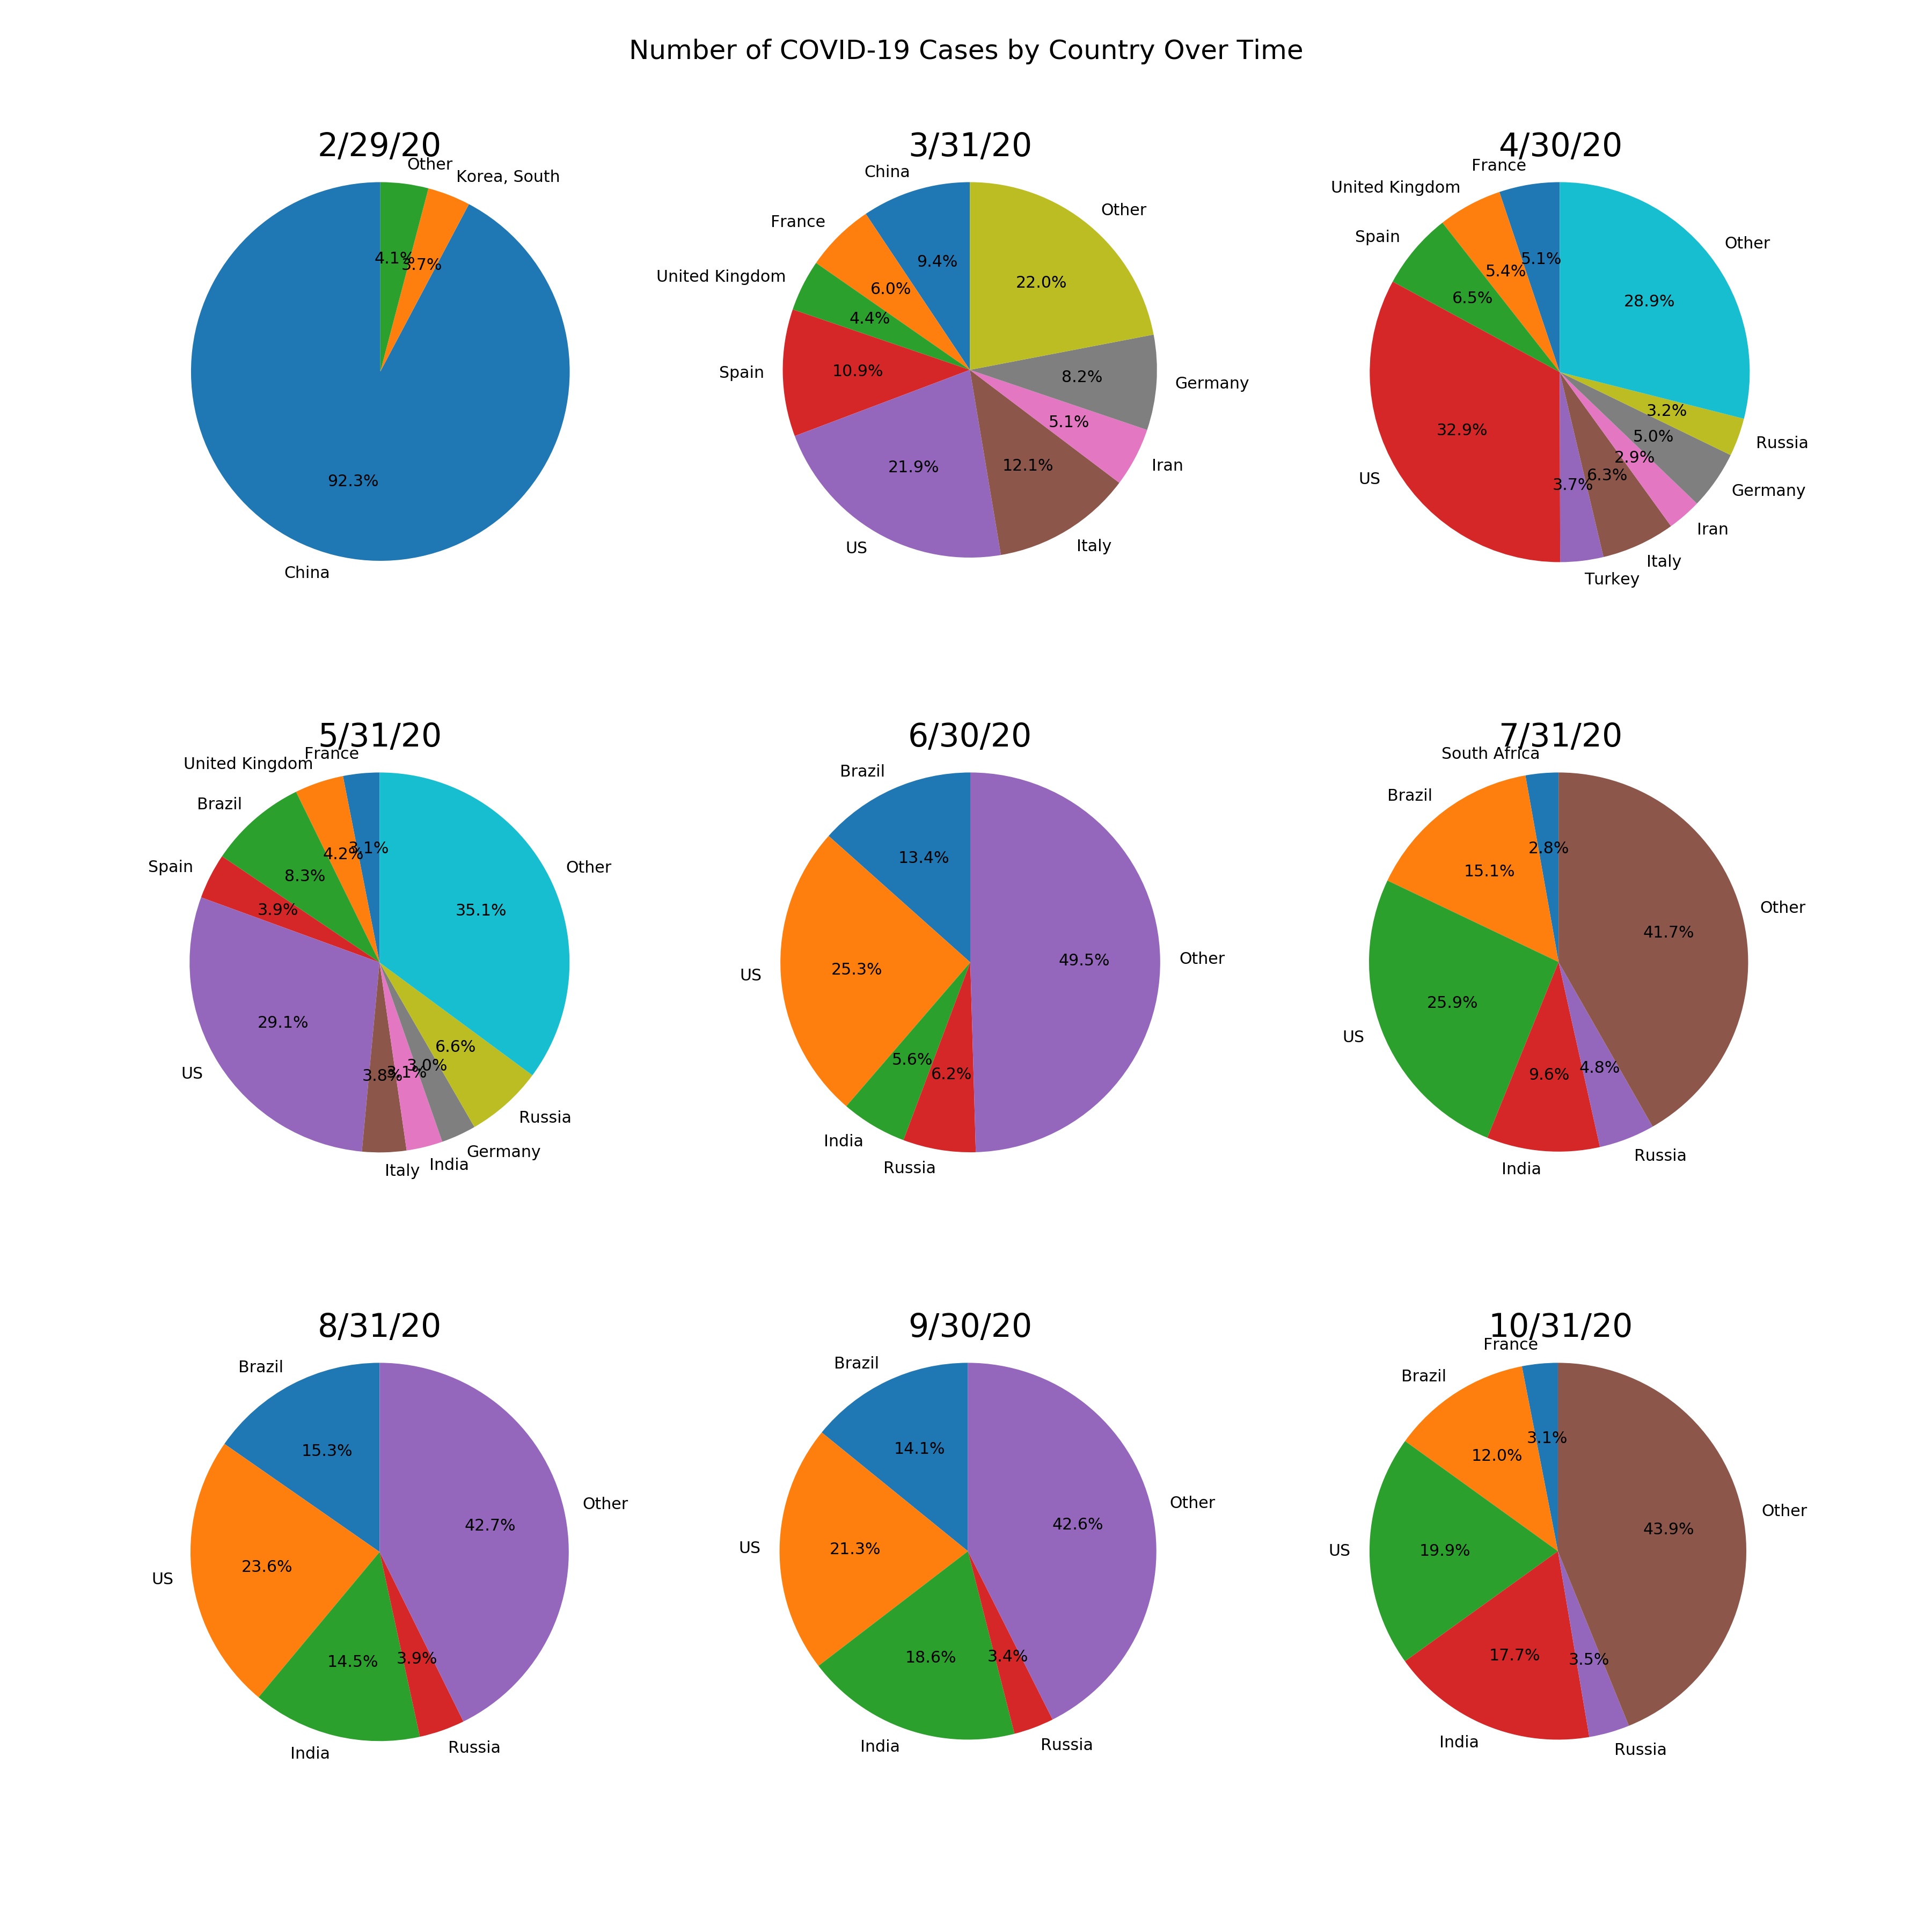 Number of COVID-19 Cases by Country Over Time
2/29/20
Other
Korea, South
4.1%
3.7%
92.3%
China
3/31/20
China
Other
France
9.4%
22.0%
United Kingdom
6.0%
4.4%
Spain
10.9%
8.2%
Germany
5.1%
21.9%
12.1%
Iran
US
Italy
4/30/20
France
United Kingdom
Spain
Other
5.1%
5.4%
6.5%
28.9%
3.2%
32.9%
5.0%
Russia
2.9%
6.3%
US
3.7%
Germany
Iran
Italy
Turkey
5/31/20
France
United Kingdom
Brazil
3.1%
4.2%
Spain
8.3%
Other
3.9%
35.1%
29.1%
6.6%
3.0%
US
3.8%
3.1%
Russia
Germany
India
Italy
6/30/20
Brazil
13.4%
49.5%
Other
US
25.3%
5.6%
6.2%
India
Russia
7/31/20
South Africa
Brazil
2.8%
15.1%
Other
41.7%
25.9%
US
9.6%
4.8%
Russia
India
8/31/20
Brazil
15.3%
Other
42.7%
US
23.6%
14.5%
3.9%
India
Russia
9/30/20
Brazil
14.1%
Other
42.6%
US
21.3%
18.6%
3.4%
India
Russia
10/31/20
France
Brazil
3.1%
12.0%
Other
43.9%
US
19.9%
17.7%
3.5%
India
Russia